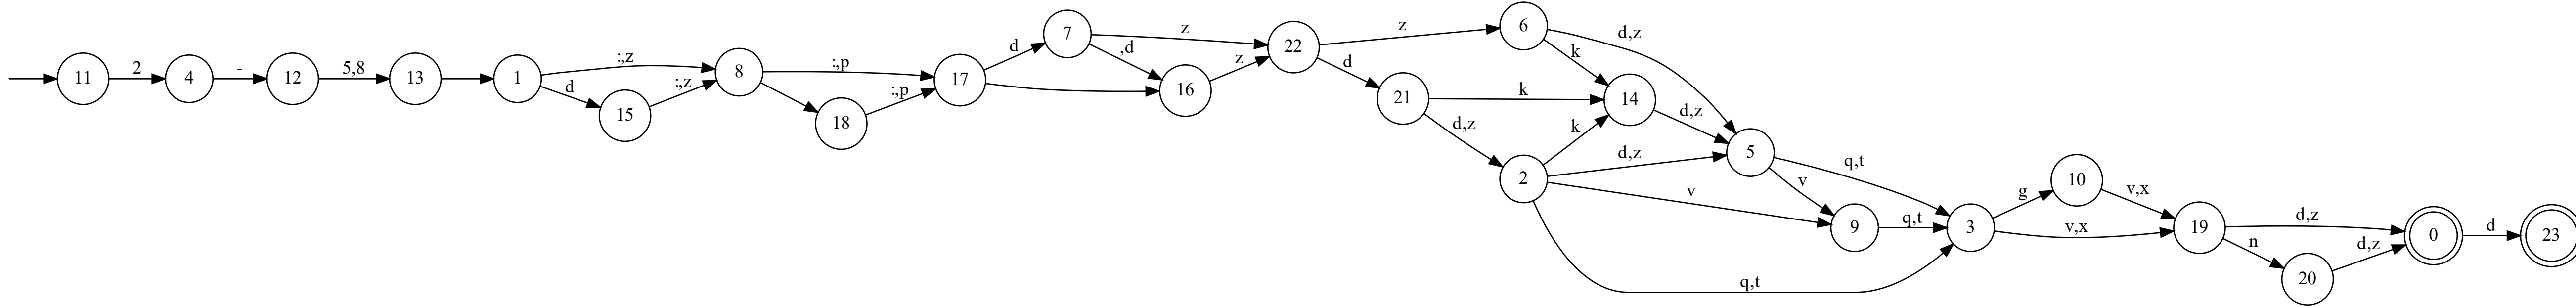 11
2
4
-
12
5,8
13
1
:,z
d
15
:,z
8
:,p
18
:,p
17
d
7
z
,d
16
z
22
z
d
6
d,z
k
21
k
d,z
14
d,z
2
k
d,z
v
q,t
5
q,t
v
9
q,t
3
g
v,x
10
v,x
19
d,z
n
20
d,z
0
d
23